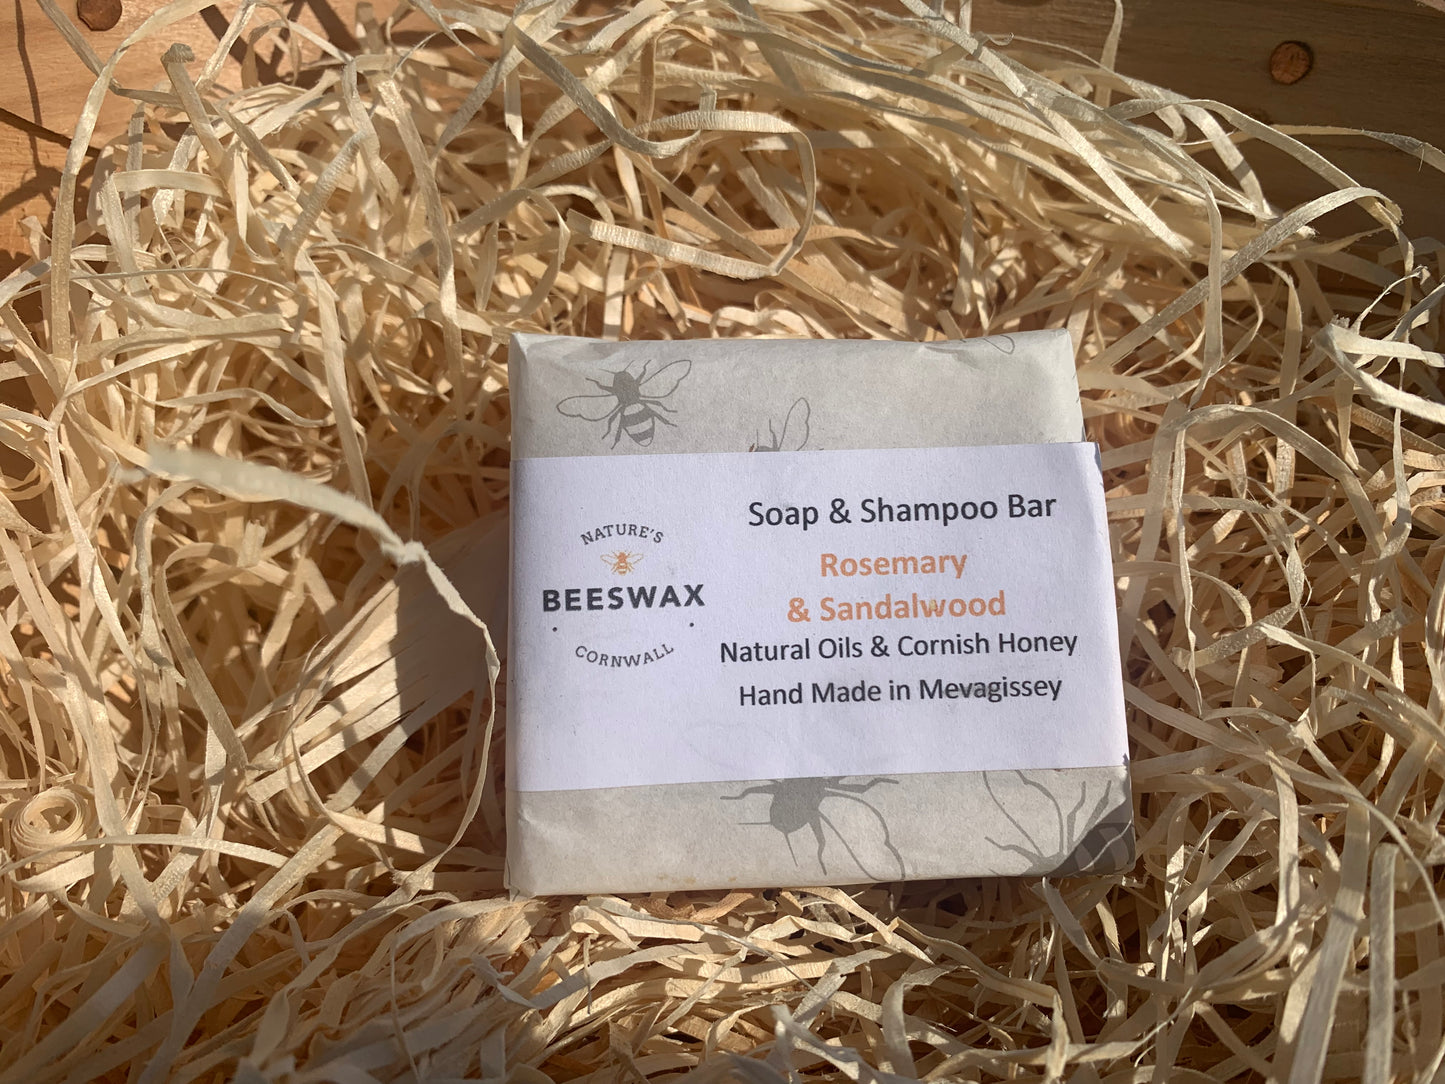 NATURE'S
BEESWAX
CORNWALL
Soap & Shampoo Bar
Rosemary
& Sandalwood
Natural Oils & Cornish Honey
Hand Made in Mevagissey